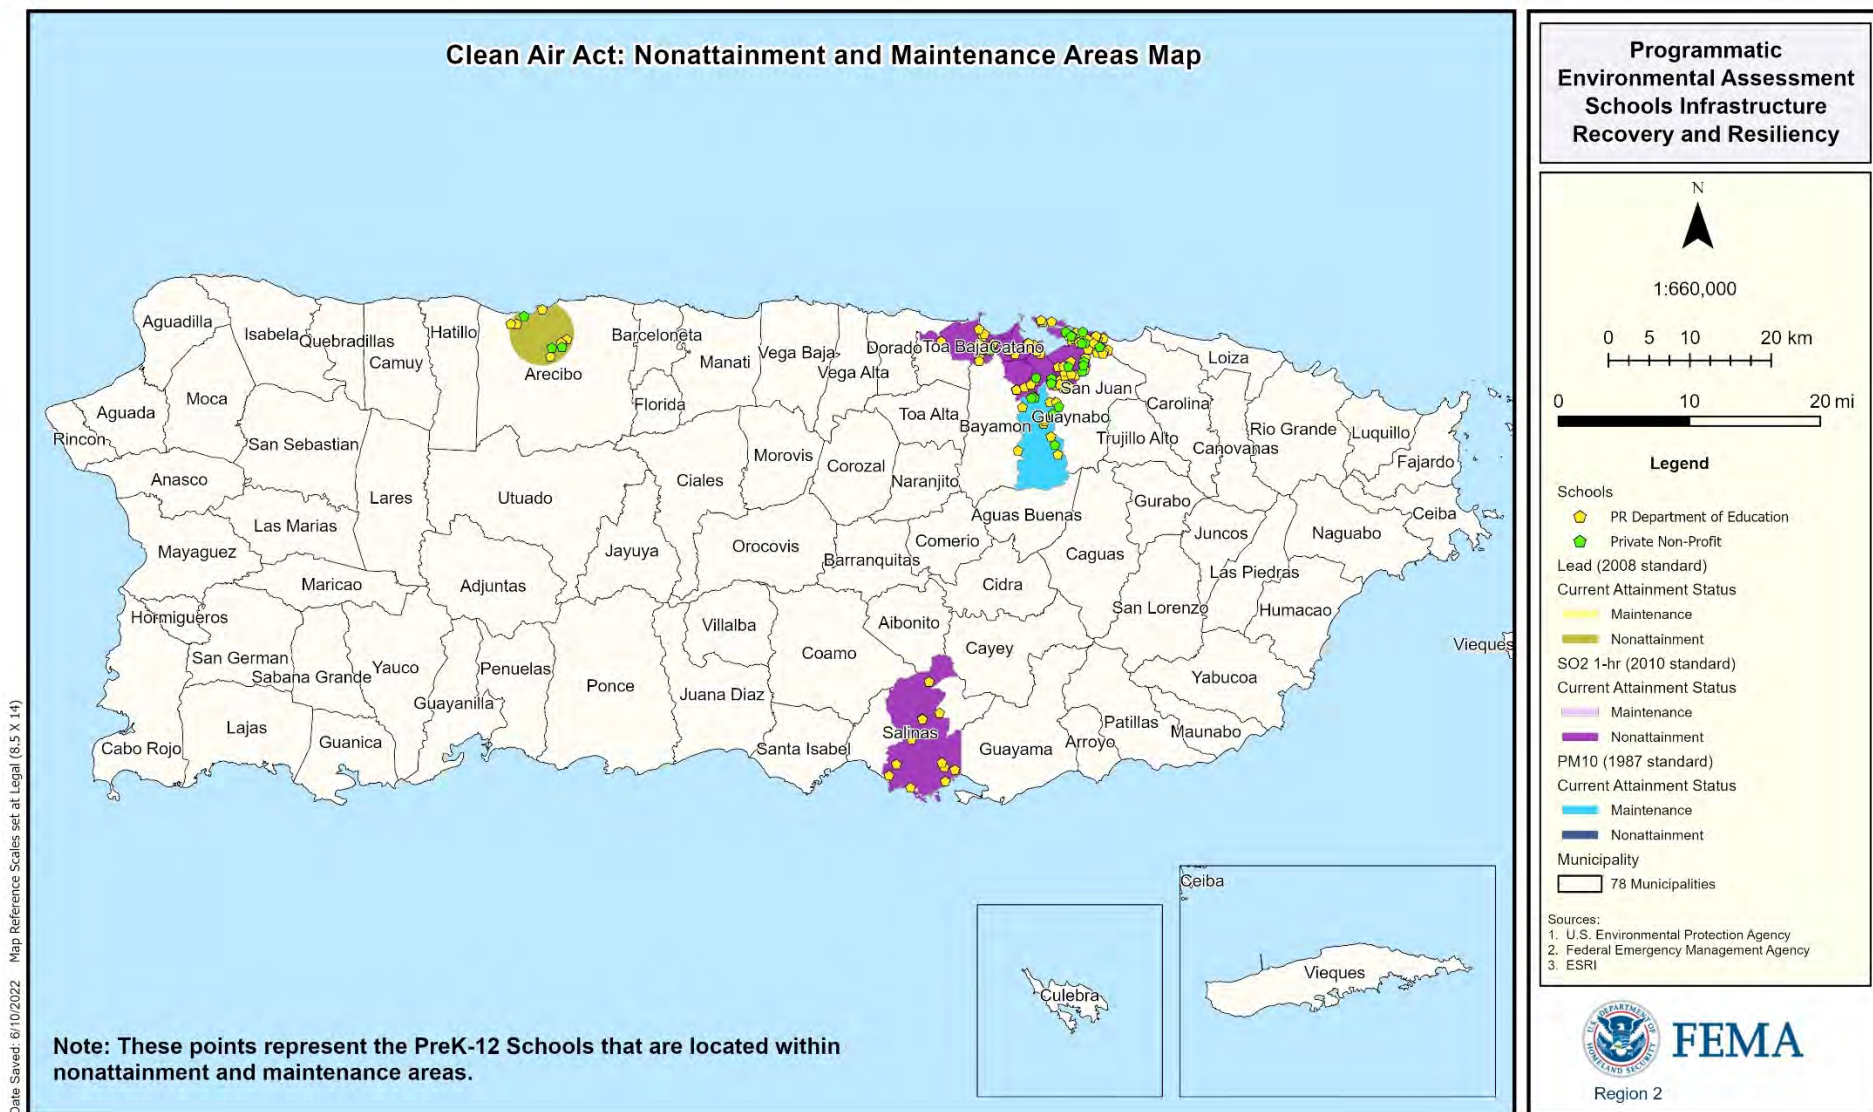 Clean Air Act: Nonattainment and Maintenance Areas Map
Aguadilla
Isabela
Quebradillas
Camuy
Hatillo
Arecibo
Barceloneta
Manati
Vega Baja
Vega Alta
Dorado
Toa Baja
Catano
Loiza
Moca
Aguada
Rincon
San Sebastian
Florida
Toa Alta
Bayamon
Guaynabo
San Juan
Carolina
Trujillo Alto
Canovanas
Rio Grande
Luquillo
Fajardo
Anasco
Lares
Utuado
Ciales
Morovis
Corozal
Naranjito
Aguas Buenas
Gurabo
Ceiba
Las Marias
Mayaguez
Maricao
Adjuntas
Jayuya
Orocovis
Barranquitas
Comerio
Cidra
Caguas
Juncos
Naguabo
Las Piedras
Hormigueros
San German
Sabana Grande
Yauco
Guayanilla
Penuelas
Ponce
Villalba
Juana Diaz
Coamo
Aibonito
Cayey
San Lorenzo
Humacao
Yabucoa
Vieques
Cabo Rojo
Lajas
Guanica
Santa Isabel
Salinas
Guayama
Arroyo
Patillas
Maunabo
Culebra
Ceiba
Vieques
Note: These points represent the PreK-12 Schools that are located within
nonattainment and maintenance areas.
Date Saved: 6/10/2022 Map Reference Scales set at Legal (8.5 X 14)
Programmatic
Environmental Assessment
Schools Infrastructure
Recovery and Resiliency
N
1:660,000
0 5 10 20 km
0 10 20 mi
Legend
Schools
PR Department of Education
Private Non-Profit
Lead (2008 standard)
Current Attainment Status
Maintenance
Nonattainment
SO2 1-hr (2010 standard)
Current Attainment Status
Maintenance
Nonattainment
PM10 (1987 standard)
Current Attainment Status
Maintenance
Nonattainment
Municipality
78 Municipalities
Sources:
1. U.S. Environmental Protection Agency
2. Federal Emergency Management Agency
3. ESRI
U.S. DEPARTMENT OF
HOMELAND SECURITY
FEMA
Region 2